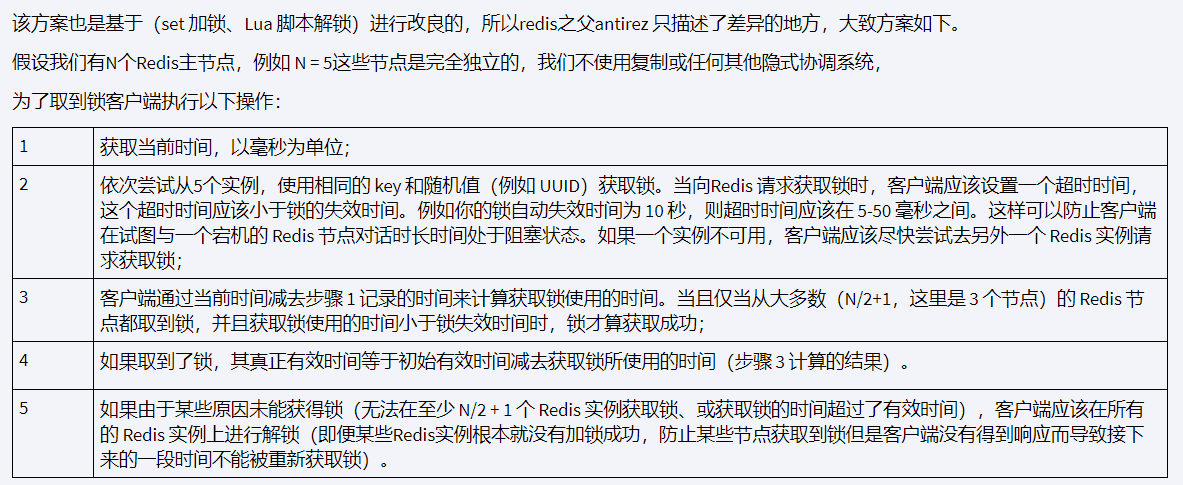 该方案也是基于（set 加锁、Lua 脚本解锁）进行改良的，所以redis之父antirez 只描述了差异的地方，大致方案如下。
假设我们有N个Redis主节点，例如 N = 5这些节点是完全独立的，我们不使用复制或任何其他隐式协调系统，
为了取到锁客户端执行以下操作：
1 获取当前时间，以毫秒为单位；
2 依次尝试从5个实例，使用相同的 key 和随机值（例如 UUID）获取锁。当向Redis 请求获取锁时，客户端应该设置一个超时时间，
这个超时时间应该小于锁的失效时间。例如你的锁自动失效时间为 10 秒，则超时时间应该在 5-50 毫秒之间。这样可以防止客户端
在试图与一个宕机的 Redis 节点对话时长时间处于阻塞状态。如果一个实例不可用，客户端应该尽快尝试去另外一个 Redis 实例请
求获取锁；
3 客户端通过当前时间减去步骤 1 记录的时间来计算获取锁使用的时间。当且仅当从大多数（N/2+1，这里是 3 个节点）的 Redis 节
点都取到锁，并且获取锁使用的时间小于锁失效时间时，锁才算获取成功；
4 如果取到了锁，其真正有效时间等于初始有效时间减去获取锁所使用的时间（步骤 3 计算的结果）。
5 如果由于某些原因未能获得锁（无法在至少 N/2 + 1 个 Redis 实例获取锁、或获取锁的时间超过了有效时间），客户端应该在所有
的 Redis 实例上进行解锁（即便某些Redis实例根本就没有加锁成功，防止某些节点获取到锁但是客户端没有得到响应而导致接下
来的一段时间不能被重新获取锁）。